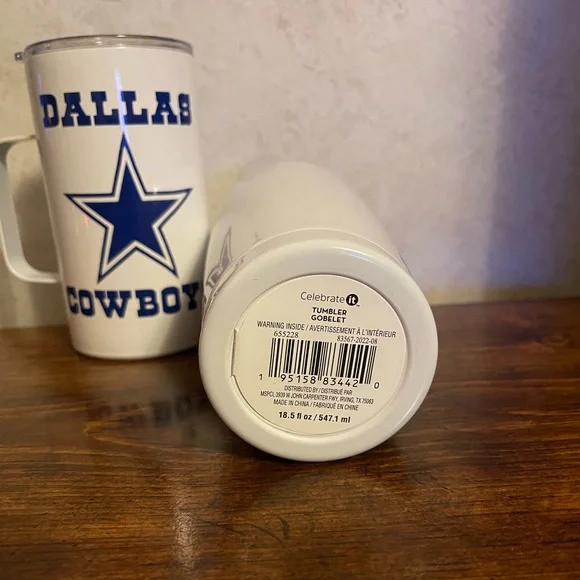 DALLAS
COWBOY
Celebrate it™
TUMBLER
GOBELET
WARNING INSIDE / AVERTISSEMENT À L'INTÉRIEUR
655228 83567-2022-08
1 95158 83442 0
DISTRIBUTED BY / DISTRIBUÉ PAR
MSPCI, 3939 W JOHN CARPENTER FWY, IRVING, TX 75063
MADE IN CHINA / FABRIQUÉ EN CHINE
18.5 fl oz / 547.1 ml